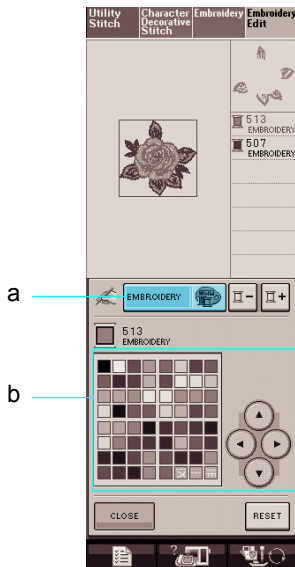 Utility Stitch
Character Decorative Stitch
Embroidery
Embroidery Edit
513
EMBROIDERY
507
EMBROIDERY
a
EMBROIDERY
-
+
513
EMBROIDERY
b
CLOSE
RESET
?